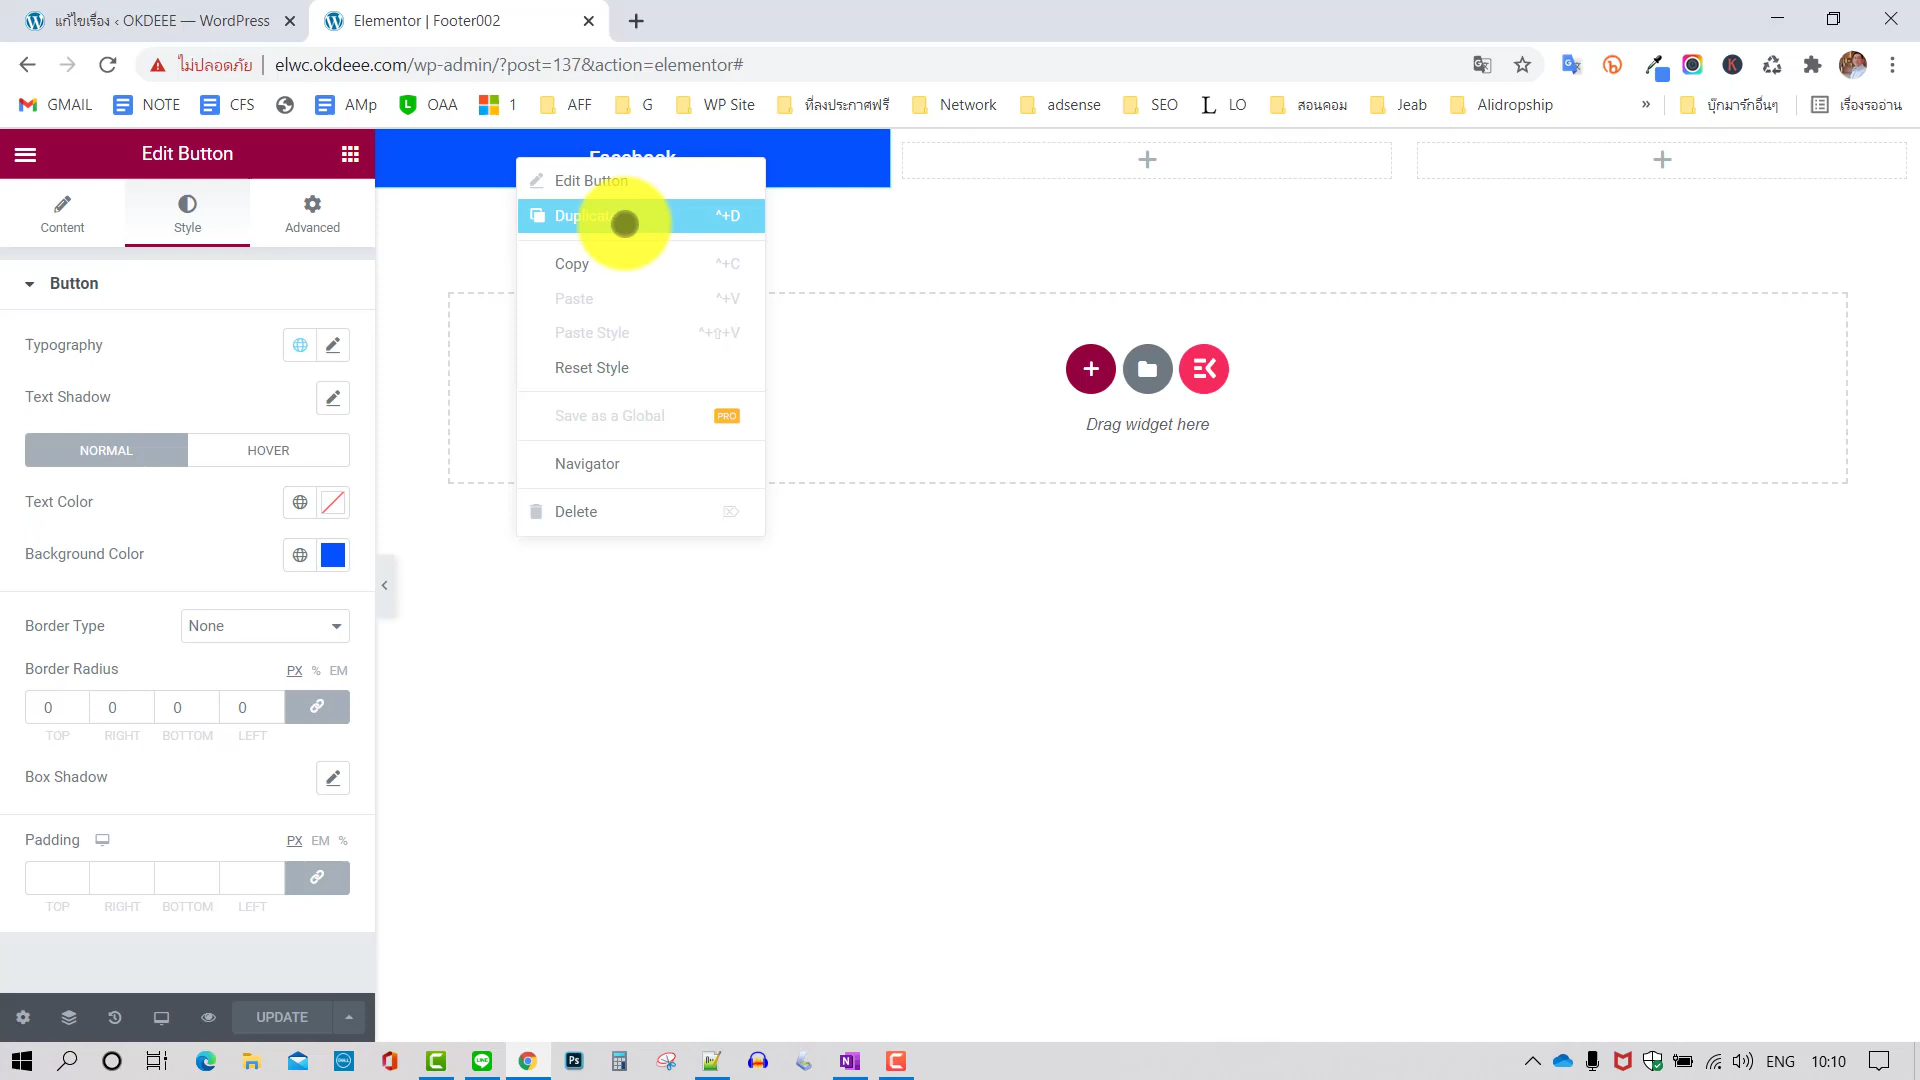 แก้ไขเรื่อง ‹ OKDEEE — WordPress
Elementor | Footer002
ไม่ปลอดภัย
elwc.okdeee.com/wp-admin/?post=137&action=elementor#
GMAIL
NOTE
CFS
AMp
OAA
1
AFF
G
WP Site
ที่ลงประกาศฟรี
Network
adsense
SEO
LO
สอนคอม
Jeab
Alidropship
»
บุ๊กมาร์กอื่นๆ
เรื่องรออ่าน
Edit Button
Content
Style
Advanced
Button
Typography
Text Shadow
NORMAL
HOVER
Text Color
Background Color
Border Type
None
Border Radius
PX % EM
0 0 0 0
TOP RIGHT BOTTOM LEFT
Box Shadow
Padding
PX EM %
TOP RIGHT BOTTOM LEFT
UPDATE
Facebook
Edit Button
Duplicate ^+D
Copy ^+C
Paste ^+V
Paste Style ^+⇧+V
Reset Style
Save as a Global PRO
Navigator
Delete ⌦
Drag widget here
Ps
ENG
10:10